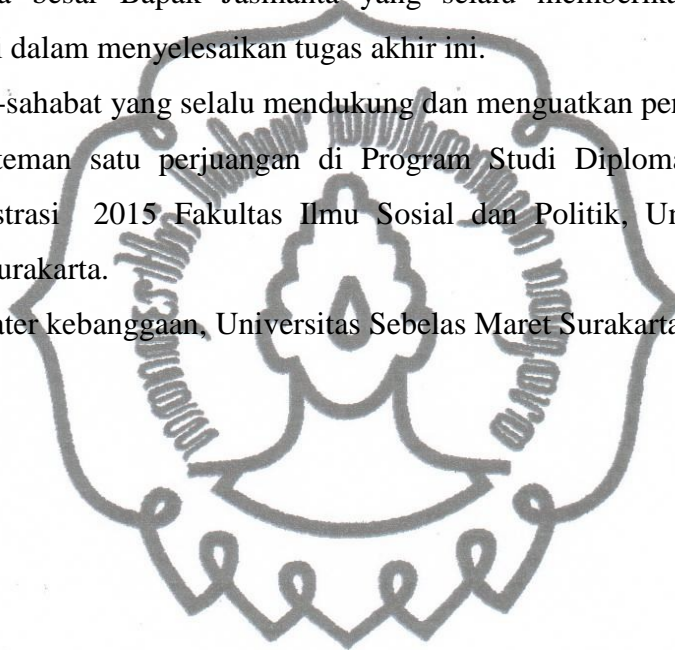 a besar Bapak Jasmanta yang selalu memberika
i dalam menyelesaikan tugas akhir ini.
-sahabat yang selalu mendukung dan menguatkan per
teman satu perjuangan di Program Studi Diploma
strasi 2015 Fakultas Ilmu Sosial dan Politik, Un
urakarta.
ater kebanggaan, Universitas Sebelas Maret Surakarta